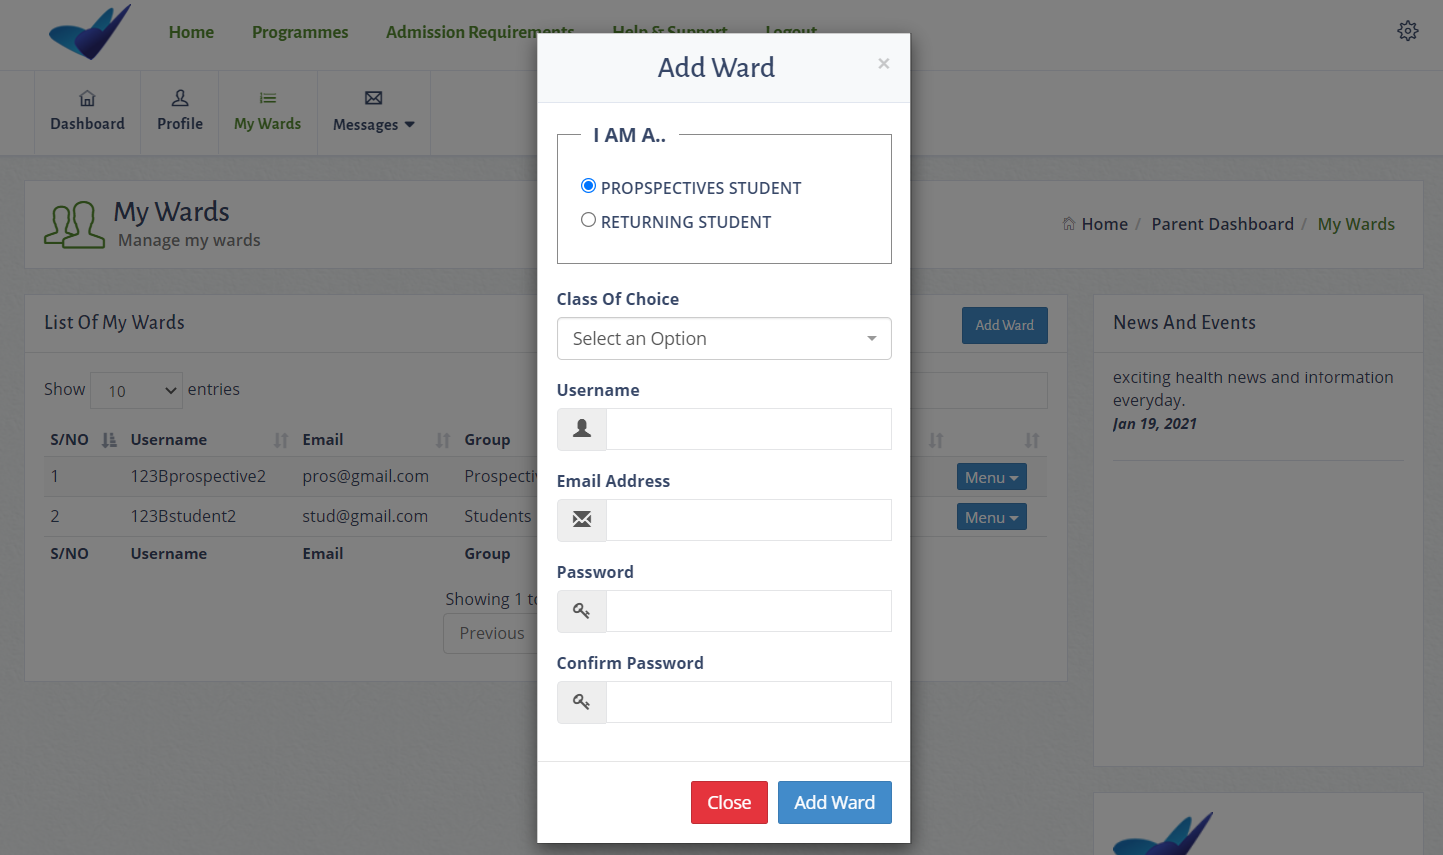 Home Programmes Admission Requirements Help & Support Logout
Add Ward ×
Dashboard Profile My Wards Messages
I AM A..
PROPSPECTIVES STUDENT
RETURNING STUDENT
My Wards
Manage my wards
Home / Parent Dashboard / My Wards
Class Of Choice
Select an Option
List Of My Wards
Add Ward
News And Events
Show 10 entries
exciting health news and information
everyday.
Jan 19, 2021
Username
S/NO Username Email Group
1 123Bprospective2 pros@gmail.com Prospectiv Menu
2 123Bstudent2 stud@gmail.com Students Menu
S/NO Username Email Group
Email Address
Password
Showing 1 to
Previous
Confirm Password
Close Add Ward